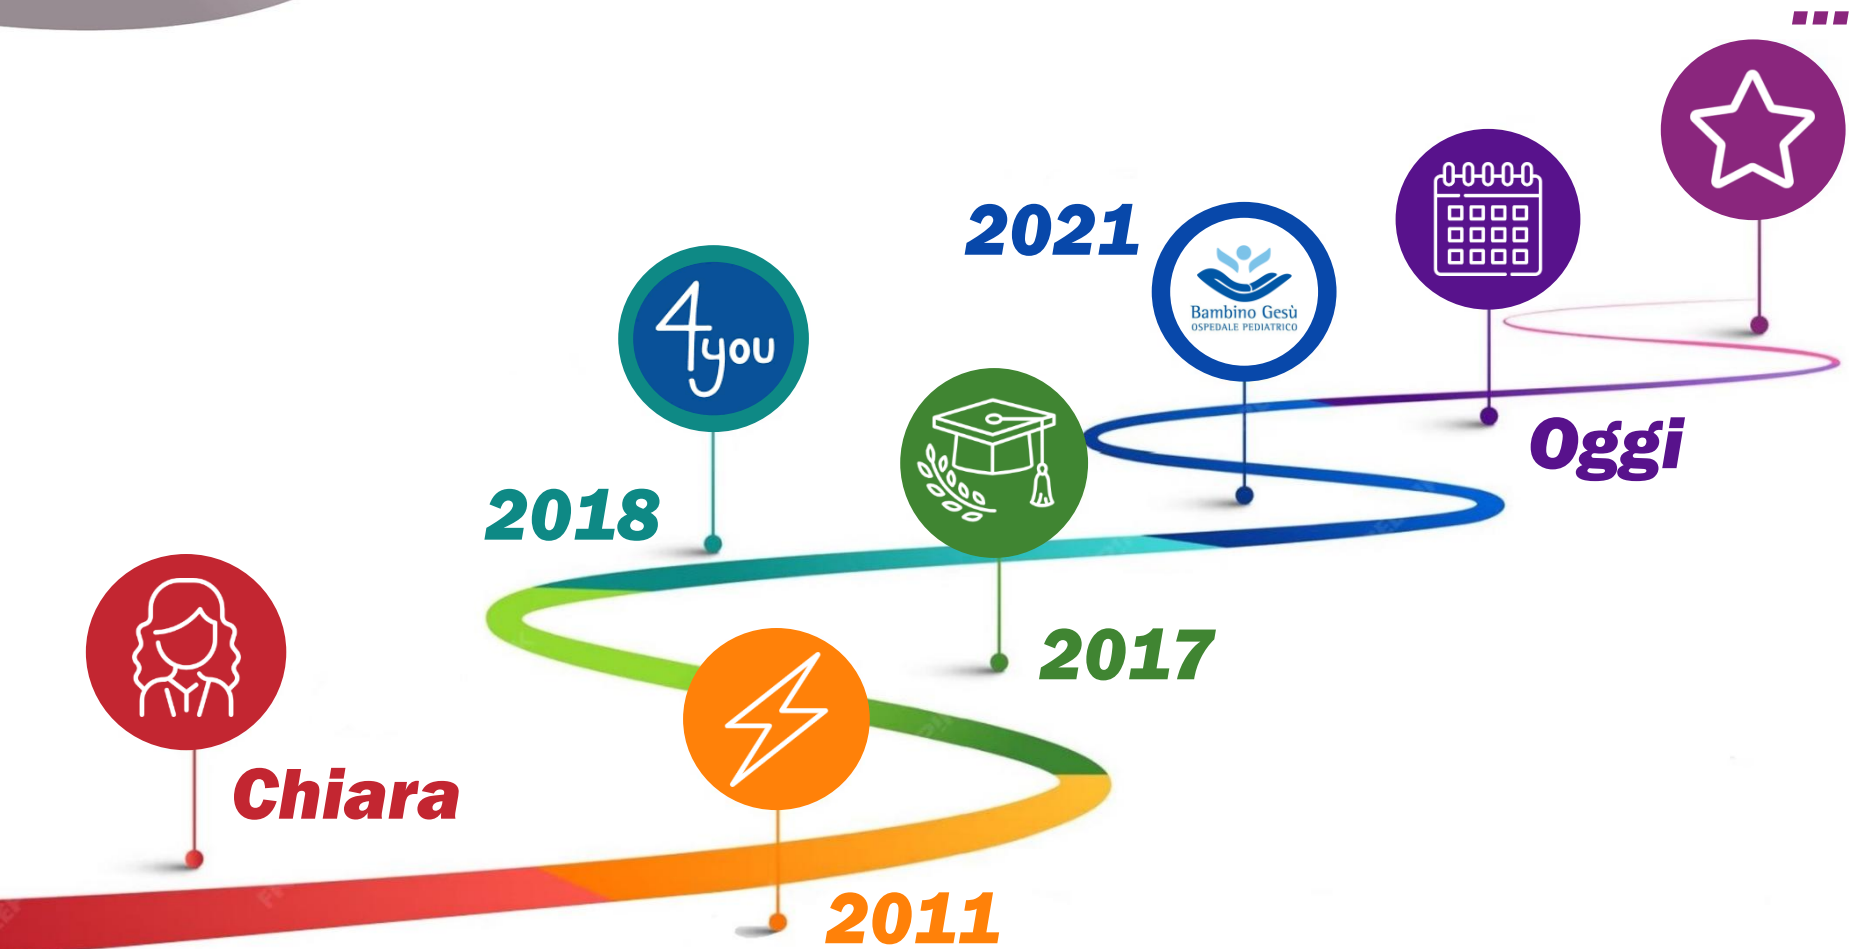 ...
2021
4you
Bambino Gesù
OSPEDALE PEDIATRICO
Oggi
2018
2017
Chiara
2011